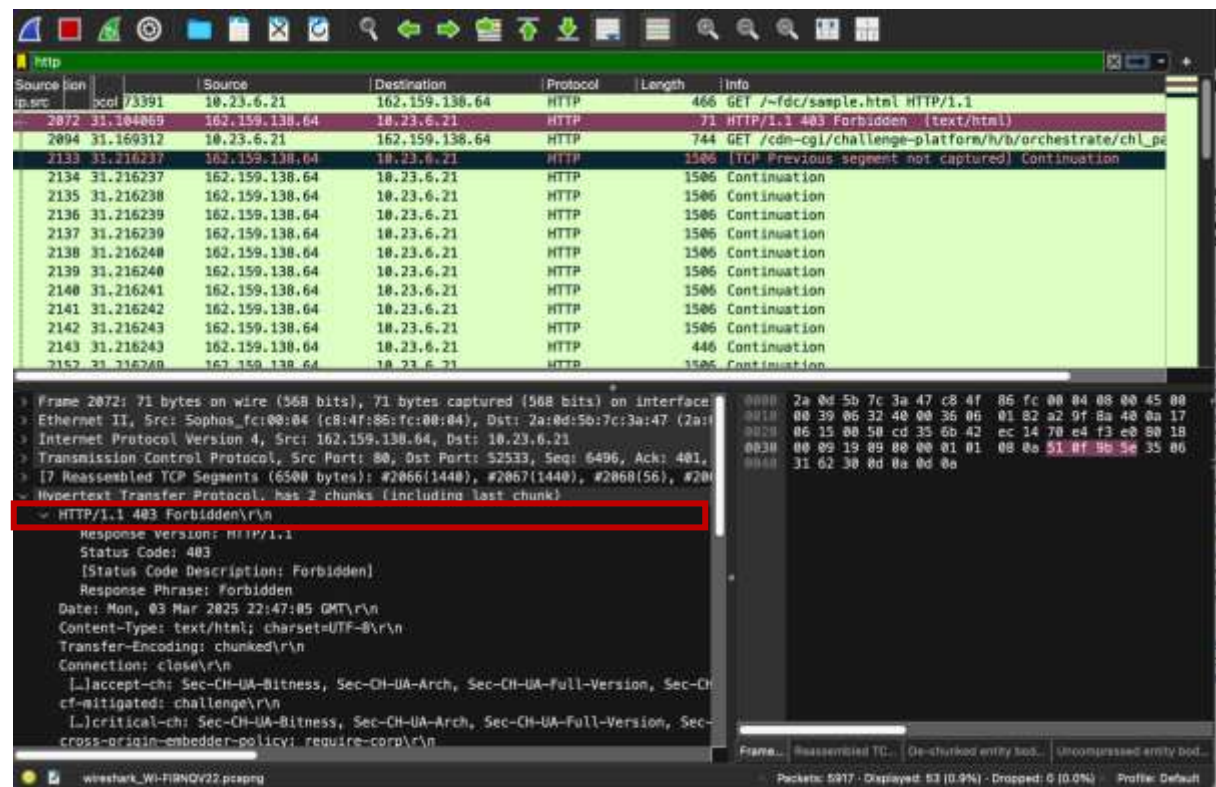 http
Source tion Source Destination Protocol Length Info
ip.src ocol 73391 10.23.6.21 162.159.138.64 HTTP 466 GET /~fdc/sample.html HTTP/1.1
2072 31.104069 162.159.138.64 10.23.6.21 HTTP 71 HTTP/1.1 403 Forbidden (text/html)
2094 31.169312 10.23.6.21 162.159.138.64 HTTP 744 GET /cdn-cgi/challenge-platform/h/b/orchestrate/chl_pa
2133 31.216237 162.159.138.64 10.23.6.21 HTTP 1506 [TCP Previous segment not captured] Continuation
2134 31.216237 162.159.138.64 10.23.6.21 HTTP 1506 Continuation
2135 31.216238 162.159.138.64 10.23.6.21 HTTP 1506 Continuation
2136 31.216239 162.159.138.64 10.23.6.21 HTTP 1506 Continuation
2137 31.216239 162.159.138.64 10.23.6.21 HTTP 1506 Continuation
2138 31.216240 162.159.138.64 10.23.6.21 HTTP 1506 Continuation
2139 31.216240 162.159.138.64 10.23.6.21 HTTP 1506 Continuation
2140 31.216241 162.159.138.64 10.23.6.21 HTTP 1506 Continuation
2141 31.216242 162.159.138.64 10.23.6.21 HTTP 1506 Continuation
2142 31.216243 162.159.138.64 10.23.6.21 HTTP 1506 Continuation
2143 31.216243 162.159.138.64 10.23.6.21 HTTP 446 Continuation
2152 31.216249 162.159.138.64 10.23.6.21 HTTP 1506 Continuation
Frame 2072: 71 bytes on wire (568 bits), 71 bytes captured (568 bits) on interface
Ethernet II, Src: Sophos_fc:00:04 (c8:4f:86:fc:00:04), Dst: 2a:0d:5b:7c:3a:47 (2a:
Internet Protocol Version 4, Src: 162.159.138.64, Dst: 10.23.6.21
Transmission Control Protocol, Src Port: 80, Dst Port: 52533, Seq: 6496, Ack: 401,
[7 Reassembled TCP Segments (6500 bytes): #2066(1440), #2067(1440), #2068(56), #20
Hypertext Transfer Protocol, has 2 chunks (including last chunk)
HTTP/1.1 403 Forbidden\r\n
Response Version: HTTP/1.1
Status Code: 403
[Status Code Description: Forbidden]
Response Phrase: Forbidden
Date: Mon, 03 Mar 2025 22:47:05 GMT\r\n
Content-Type: text/html; charset=UTF-8\r\n
Transfer-Encoding: chunked\r\n
Connection: close\r\n
[…]accept-ch: Sec-CH-UA-Bitness, Sec-CH-UA-Arch, Sec-CH-UA-Full-Version, Sec-CH
cf-mitigated: challenge\r\n
[…]critical-ch: Sec-CH-UA-Bitness, Sec-CH-UA-Arch, Sec-CH-UA-Full-Version, Sec-
cross-origin-embedder-policy: require-corp\r\n
0000 2a 0d 5b 7c 3a 47 c8 4f 86 fc 00 04 08 00 45 00
0010 00 39 06 32 40 00 36 06 01 82 a2 9f 8a 40 0a 17
0020 06 15 00 50 cd 35 6b 42 ec 14 70 e4 f3 e0 80 18
0030 00 09 19 89 00 00 01 01 08 0a 51 0f 9b 5e 35 06
0040 31 62 30 0d 0a 0d 0a
Frame... Reassembled TC... De-chunked entity bod... Uncompressed entity bod...
wireshark_Wi-FI9NQV22.pcapng Packets: 5917 · Displayed: 53 (0.9%) · Dropped: 0 (0.0%) Profile: Default